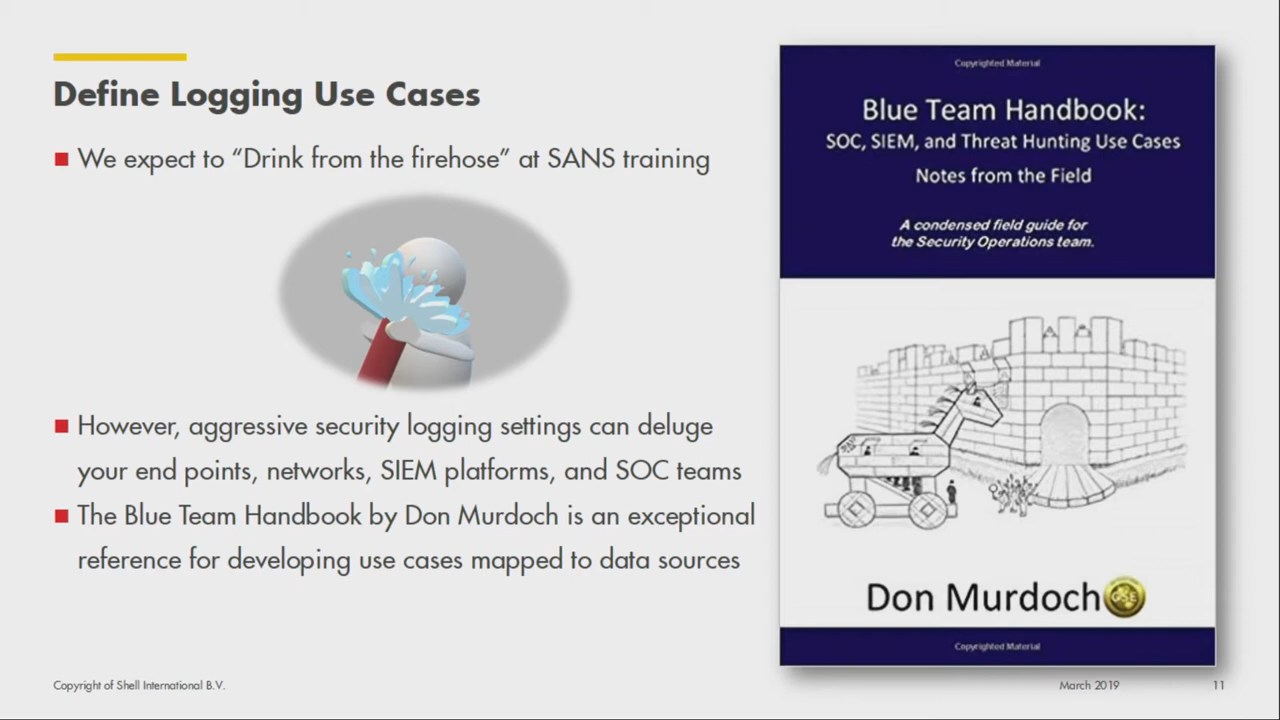 Define Logging Use Cases
We expect to “Drink from the firehose” at SANS training
However, aggressive security logging settings can deluge
your end points, networks, SIEM platforms, and SOC teams
The Blue Team Handbook by Don Murdoch is an exceptional
reference for developing use cases mapped to data sources
Copyrighted Material
Blue Team Handbook:
SOC, SIEM, and Threat Hunting Use Cases
Notes from the Field
A condensed field guide for
the Security Operations team.
Don Murdoch
GSE
Copyrighted Material
Copyright of Shell International B.V.
March 2019
11